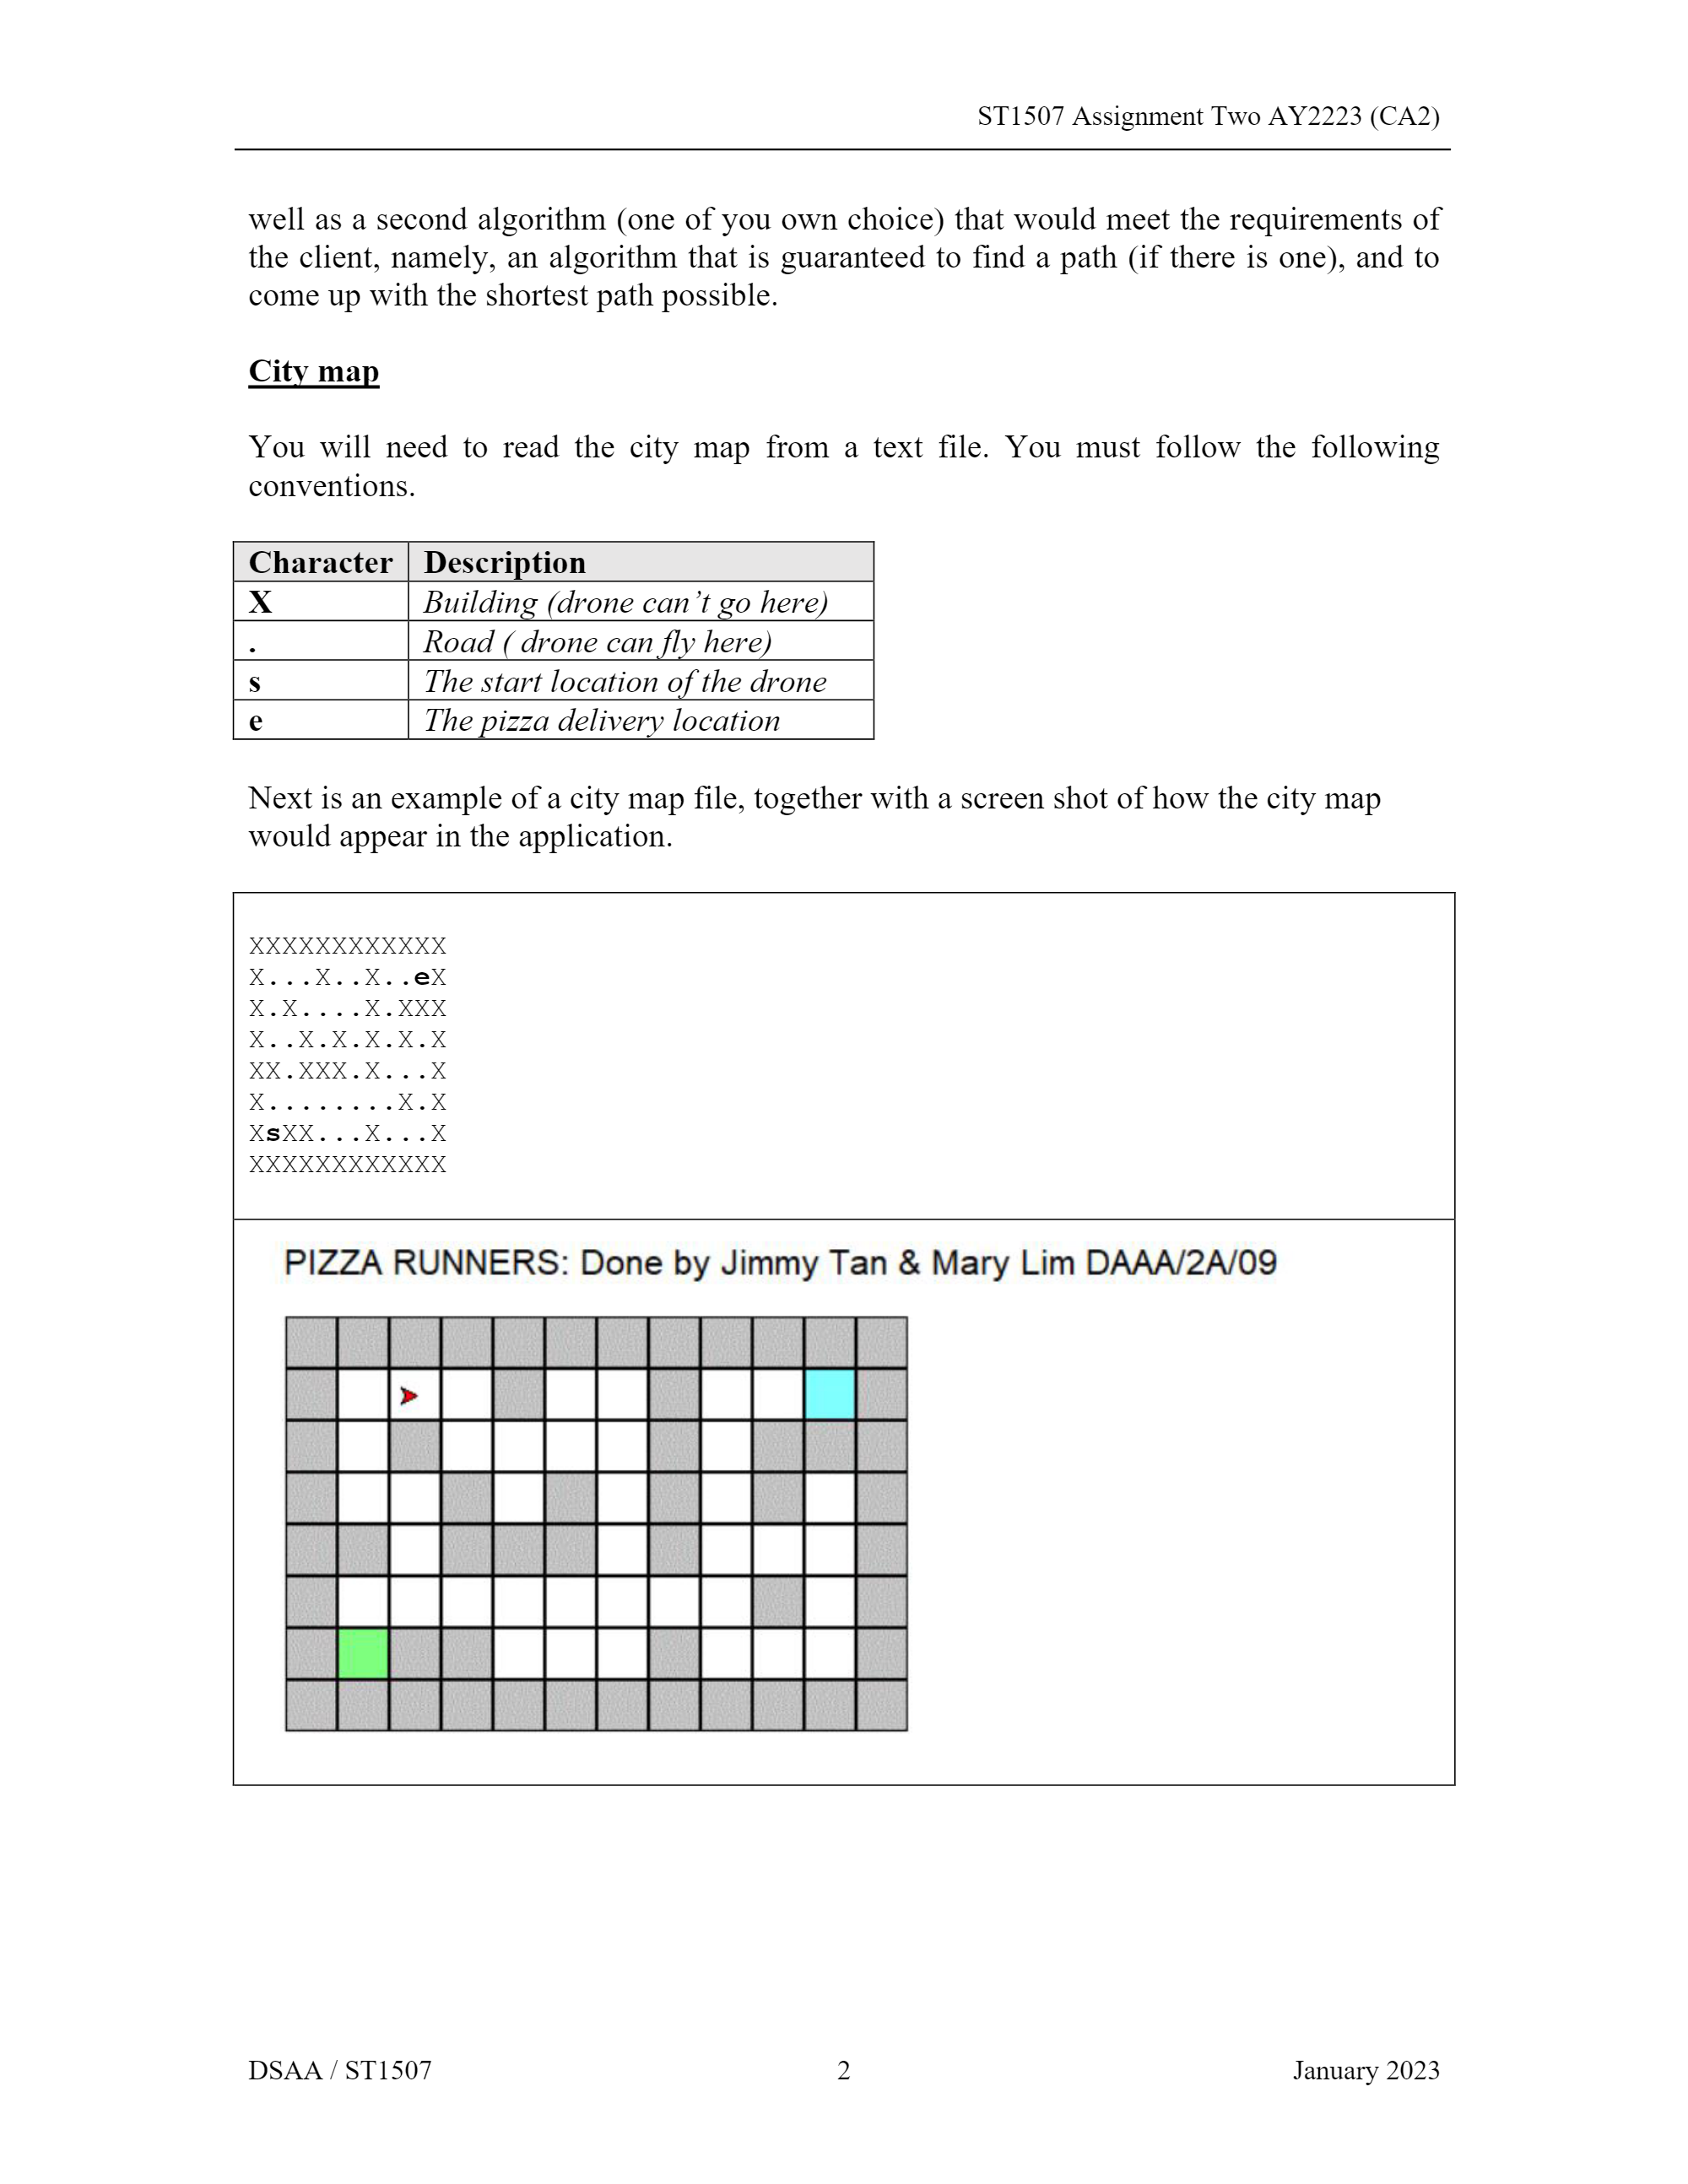 ST1507 Assignment Two AY2223 (CA2)
well as a second algorithm (one of you own choice) that would meet the requirements of
the client, namely, an algorithm that is guaranteed to find a path (if there is one), and to
come up with the shortest path possible.
City map
You will need to read the city map from a text file. You must follow the following
conventions.
Character Description
X Building (drone can’t go here)
. Road ( drone can fly here)
s The start location of the drone
e The pizza delivery location
Next is an example of a city map file, together with a screen shot of how the city map
would appear in the application.
XXXXXXXXXXXX
X...X..X..eX
X.X....X.XXX
X..X.X.X.X.X
XX.XXX.X...X
X........X.X
XsXX...X...X
XXXXXXXXXXXX
PIZZA RUNNERS: Done by Jimmy Tan & Mary Lim DAAA/2A/09
DSAA / ST1507 2 January 2023